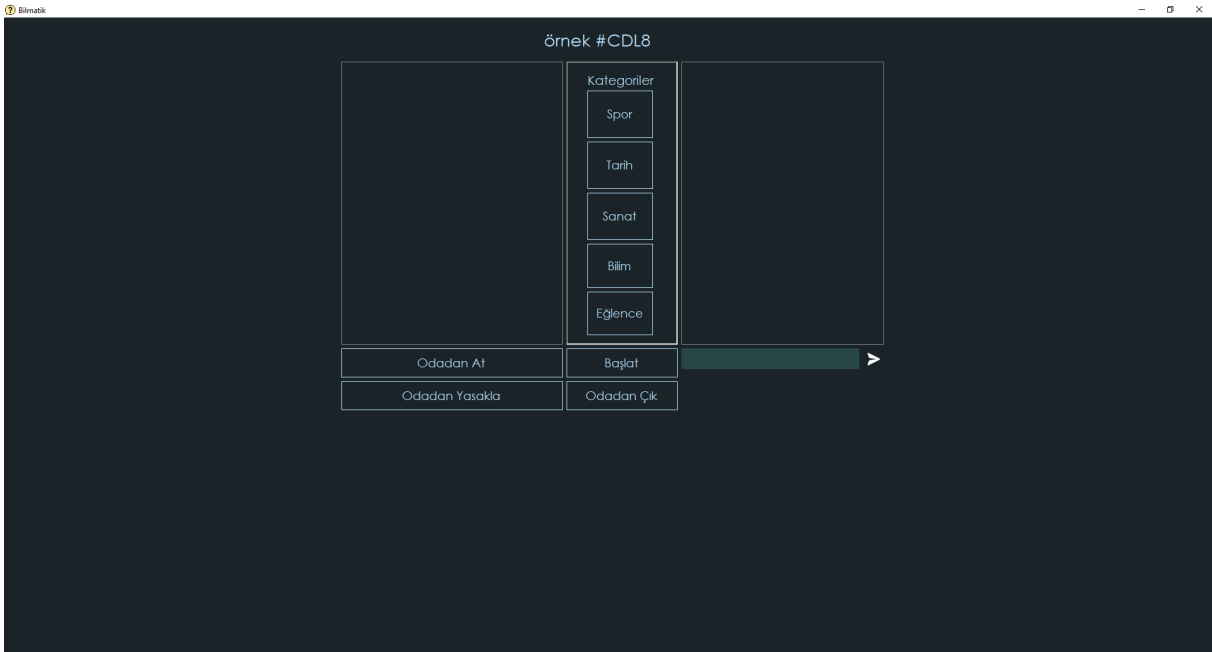 Bilmatik
örnek #CDL8
Kategoriler
Spor
Tarih
Sanat
Bilim
Eğlence
Odadan At
Başlat
Odadan Yasakla
Odadan Çık